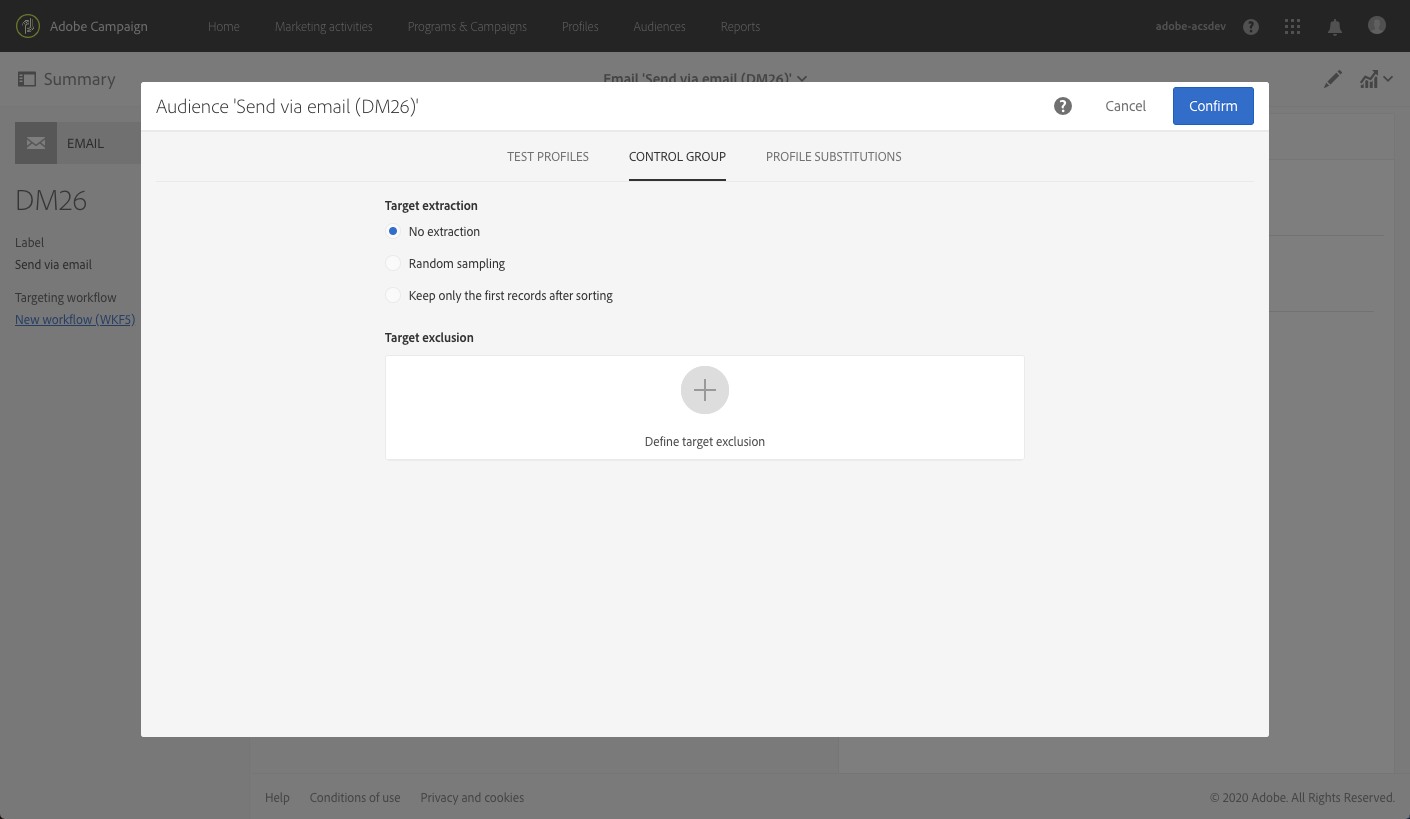 Adobe Campaign Home Marketing activities Programs & Campaigns Profiles Audiences Reports adobe-acsdev ?
Summary Email 'Send via email (DM26)'
Audience 'Send via email (DM26)' ? Cancel Confirm
EMAIL
TEST PROFILES CONTROL GROUP PROFILE SUBSTITUTIONS
DM26
Label
Send via email
Targeting workflow
New workflow (WKF5)
Target extraction
No extraction
Random sampling
Keep only the first records after sorting
Target exclusion
Define target exclusion
Help Conditions of use Privacy and cookies © 2020 Adobe. All Rights Reserved.